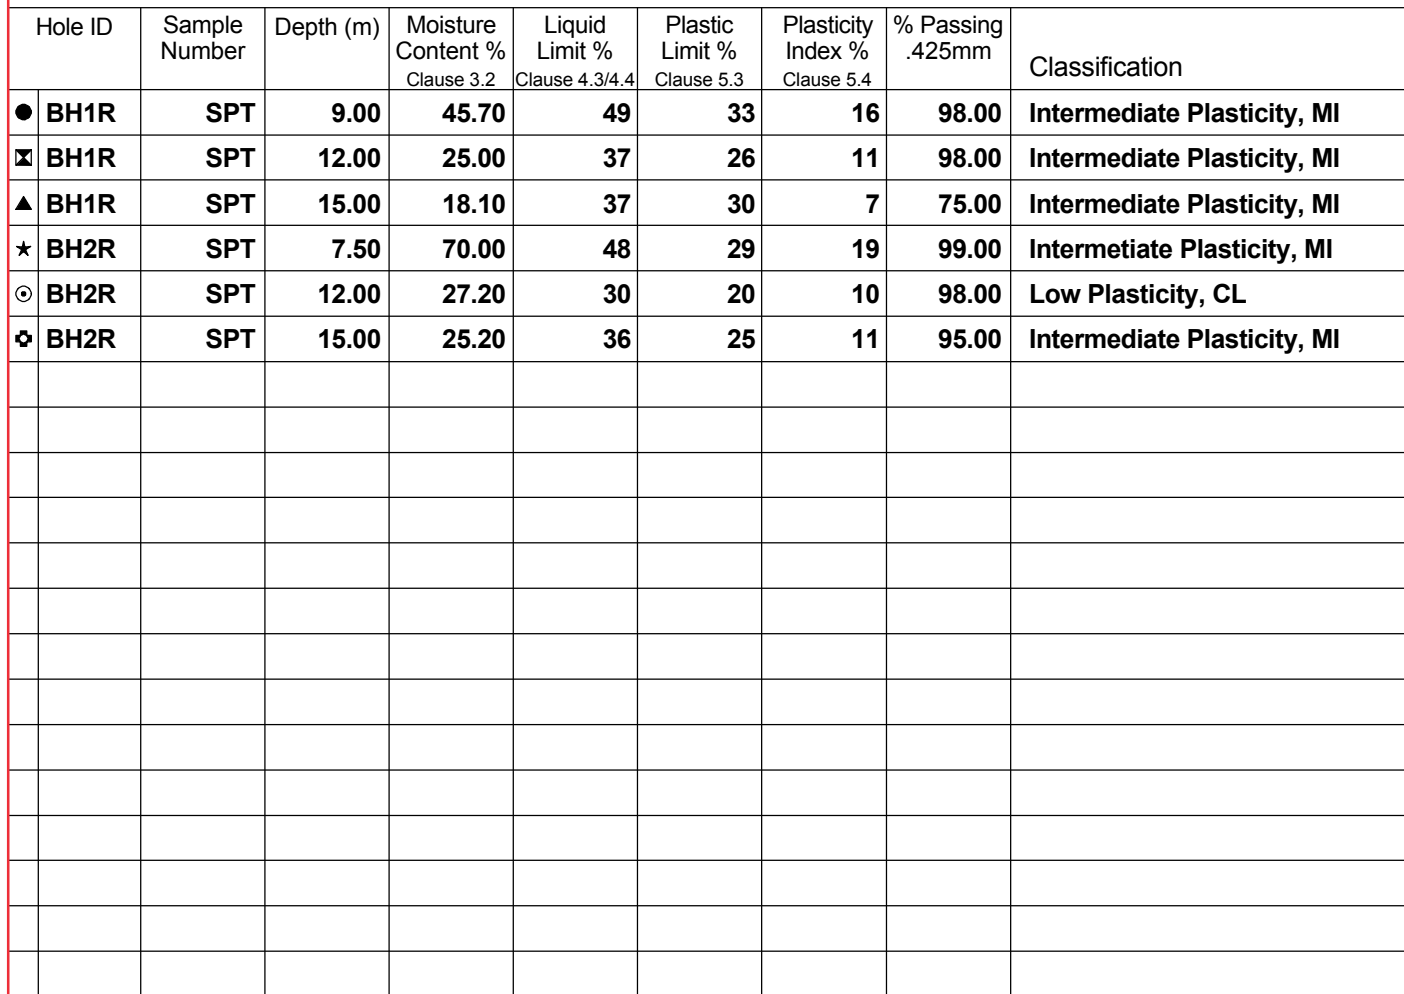 Hole ID Sample Number Depth (m) Moisture Content % Clause 3.2 Liquid Limit % Clause 4.3/4.4 Plastic Limit % Clause 5.3 Plasticity Index % Clause 5.4 % Passing .425mm Classification
BH1R SPT 9.00 45.70 49 33 16 98.00 Intermediate Plasticity, MI
BH1R SPT 12.00 25.00 37 26 11 98.00 Intermediate Plasticity, MI
BH1R SPT 15.00 18.10 37 30 7 75.00 Intermediate Plasticity, MI
BH2R SPT 7.50 70.00 48 29 19 99.00 Intermetiate Plasticity, MI
BH2R SPT 12.00 27.20 30 20 10 98.00 Low Plasticity, CL
BH2R SPT 15.00 25.20 36 25 11 95.00 Intermediate Plasticity, MI